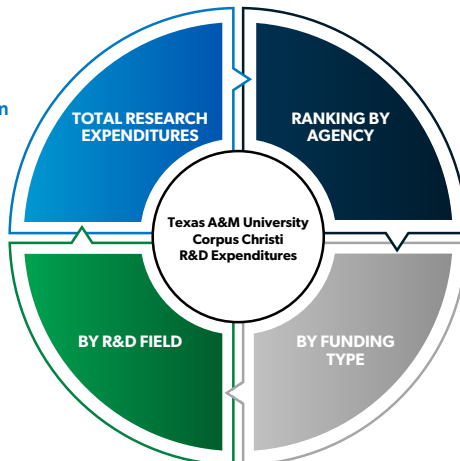 n
TOTAL RESEARCH
EXPENDITURES
RANKING BY
AGENCY
Texas A&M University
Corpus Christi
R&D Expenditures
BY R&D FIELD
BY FUNDING
TYPE